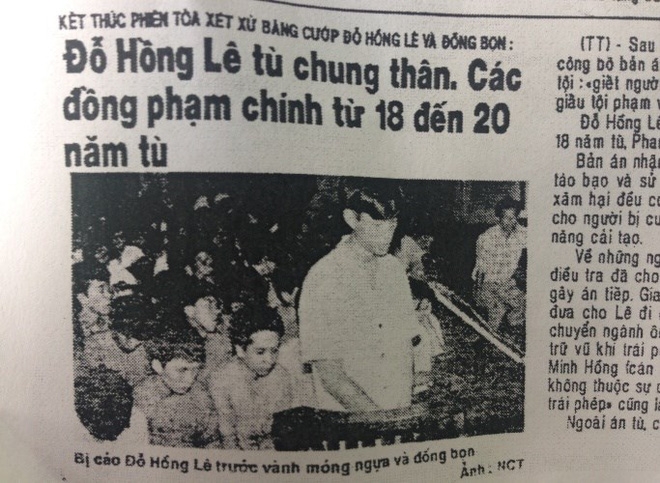 KẾT THÚC PHIÊN TÒA XÉT XỬ BĂNG CƯỚP ĐỖ HỒNG LÊ VÀ ĐỒNG BỌN :
Đỗ Hồng Lê tù chung thân. Các
đồng phạm chính từ 18 đến 20
năm tù
Bị cáo Đỗ Hồng Lê trước vành móng ngựa và đồng bọn
Ảnh : NCT
(TT) - Sau
công bố bản á
tội : «giết ngườ
giấu tội phạm
Đỗ Hồng Lê
18 năm tù, Pha
Bản án nhận
táo bạo và sử
xâm hại đều c
cho người bị cư
năng cải tạo.
Về những ng
điều tra đã cho
gây án tiếp. Gia
đưa cho Lê đi
chuyển ngành ô
trữ vũ khí trái p
Minh Hồng (cán
không thuộc sự
trái phép» cũng l
Ngoài án tù, c